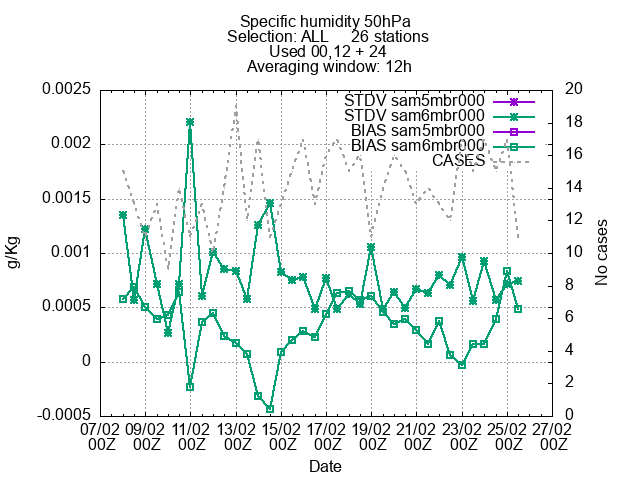 Specific humidity 50hPa
Selection: ALL     26 stations
Used 00,12 + 24
Averaging window: 12h
0.0025
0.002
0.0015
0.001
0.0005
0
-0.0005
g/Kg
20
18
16
14
12
10
8
6
4
2
0
No cases
STDV sam5mbr000
STDV sam6mbr000
BIAS sam5mbr000
BIAS sam6mbr000
CASES
07/02 09/02 11/02 13/02 15/02 17/02 19/02 21/02 23/02 25/02 27/02
00Z 00Z 00Z 00Z 00Z 00Z 00Z 00Z 00Z 00Z 00Z
Date